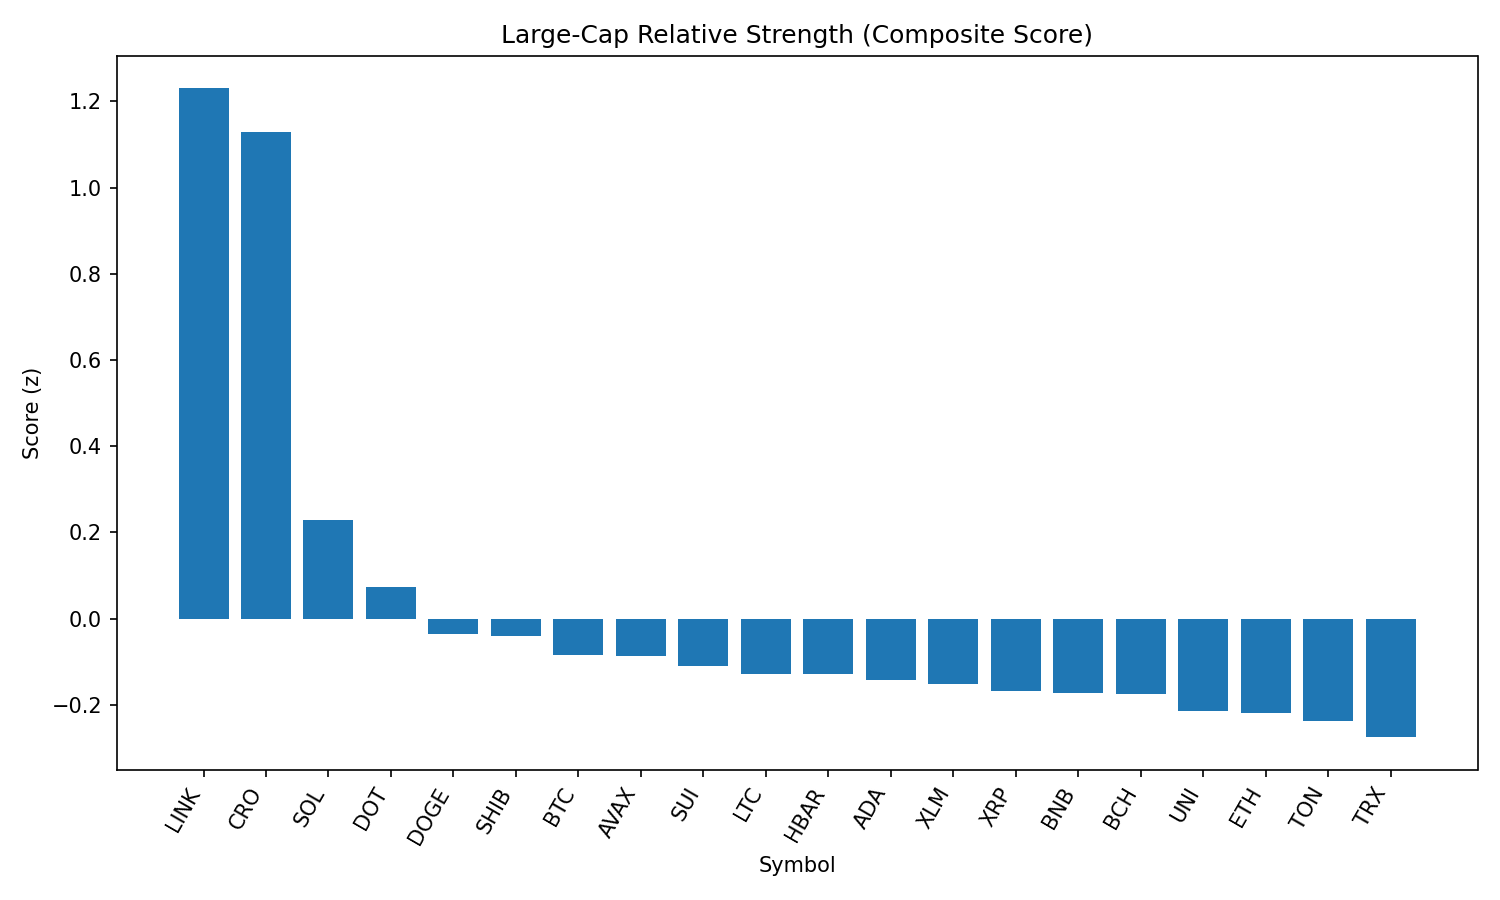 Large-Cap Relative Strength (Composite Score)
Score (z)
1.2
1.0
0.8
0.6
0.4
0.2
0.0
−0.2
LINK
CRO
SOL
DOT
DOGE
SHIB
BTC
AVAX
SUI
LTC
HBAR
ADA
XLM
XRP
BNB
BCH
UNI
ETH
TON
TRX
Symbol